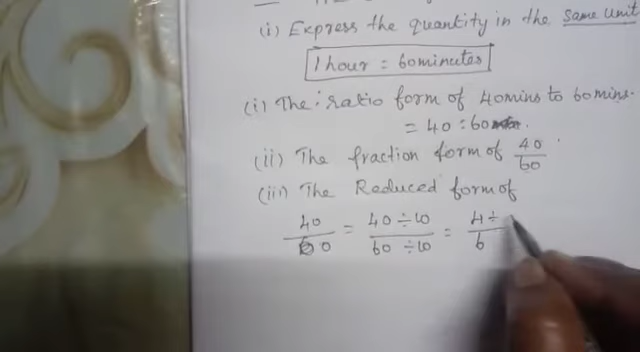 (i) Express the quantity in the same unit
1 hour = 60 minutes
(i) The ratio form of 40mins to 60mins.
= 40 : 60
(ii) The fraction form of 40/60
(iii) The Reduced form of
40/60 = 40 ÷ 10/60 ÷ 10 = 4 ÷/6